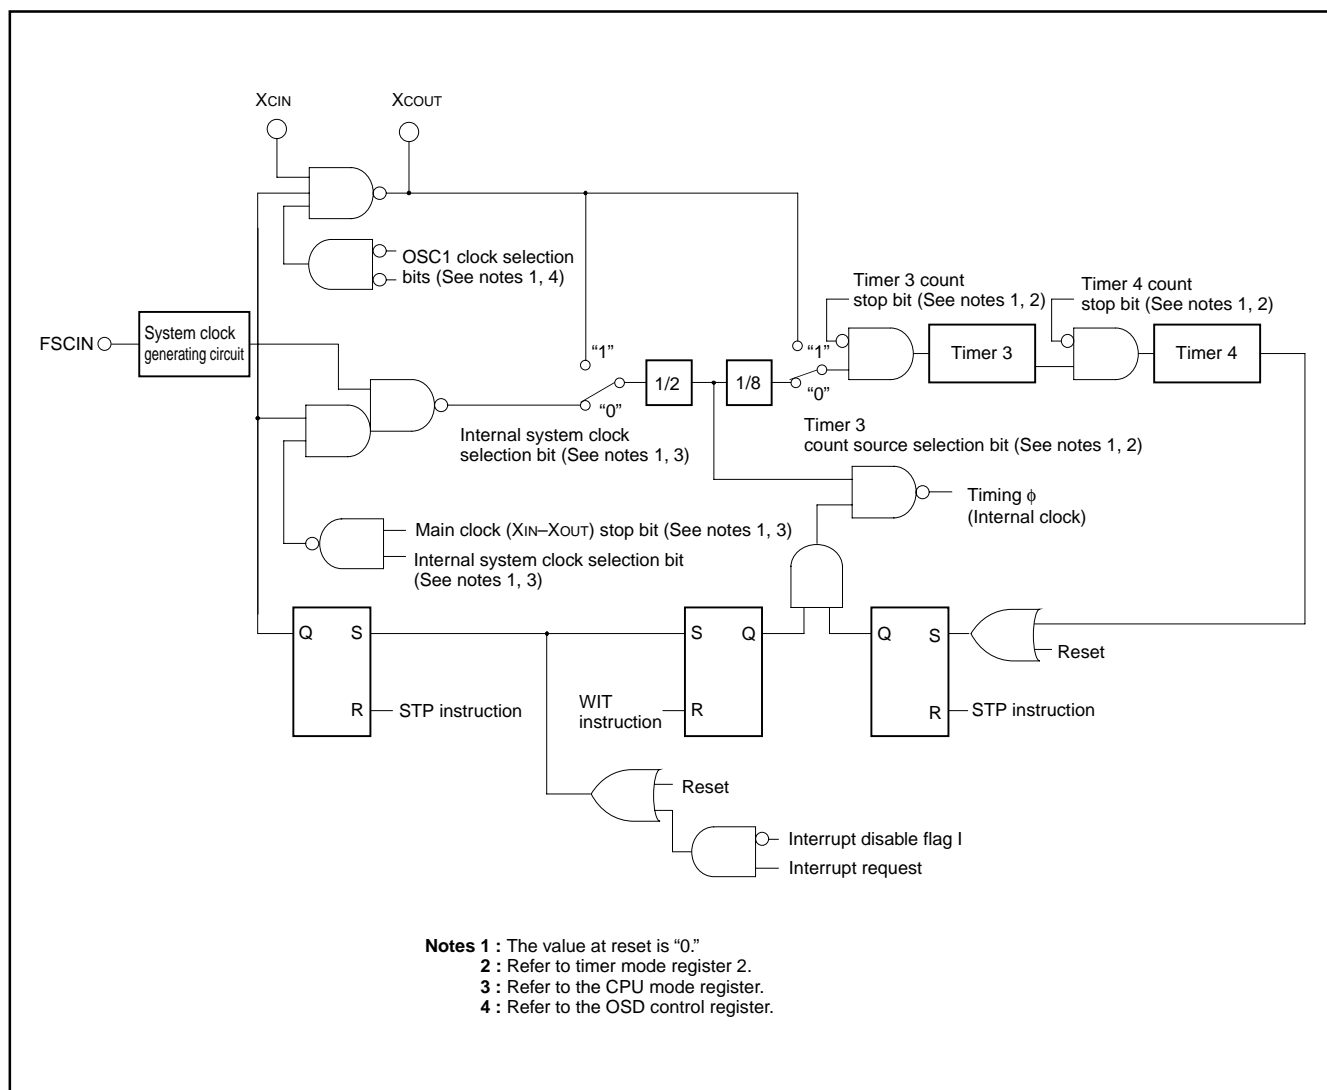 XCIN
XCOUT
OSC1 clock selection
bits (See notes 1, 4)
Timer 3 count
stop bit (See notes 1, 2)
Timer 4 count
stop bit (See notes 1, 2)
FSCIN
System clock
generating circuit
“1”
“0”
1/2
1/8
“1”
“0”
Timer 3
Timer 4
Internal system clock
selection bit (See notes 1, 3)
Timer 3
count source selection bit (See notes 1, 2)
Timing ϕ
(Internal clock)
Main clock (XIN–XOUT) stop bit (See notes 1, 3)
Internal system clock selection bit
(See notes 1, 3)
Q S
R
STP instruction
S Q
R
WIT
instruction
Q S
R
Reset
STP instruction
Reset
Interrupt disable flag I
Interrupt request
Notes 1 : The value at reset is “0.”
2 : Refer to timer mode register 2.
3 : Refer to the CPU mode register.
4 : Refer to the OSD control register.